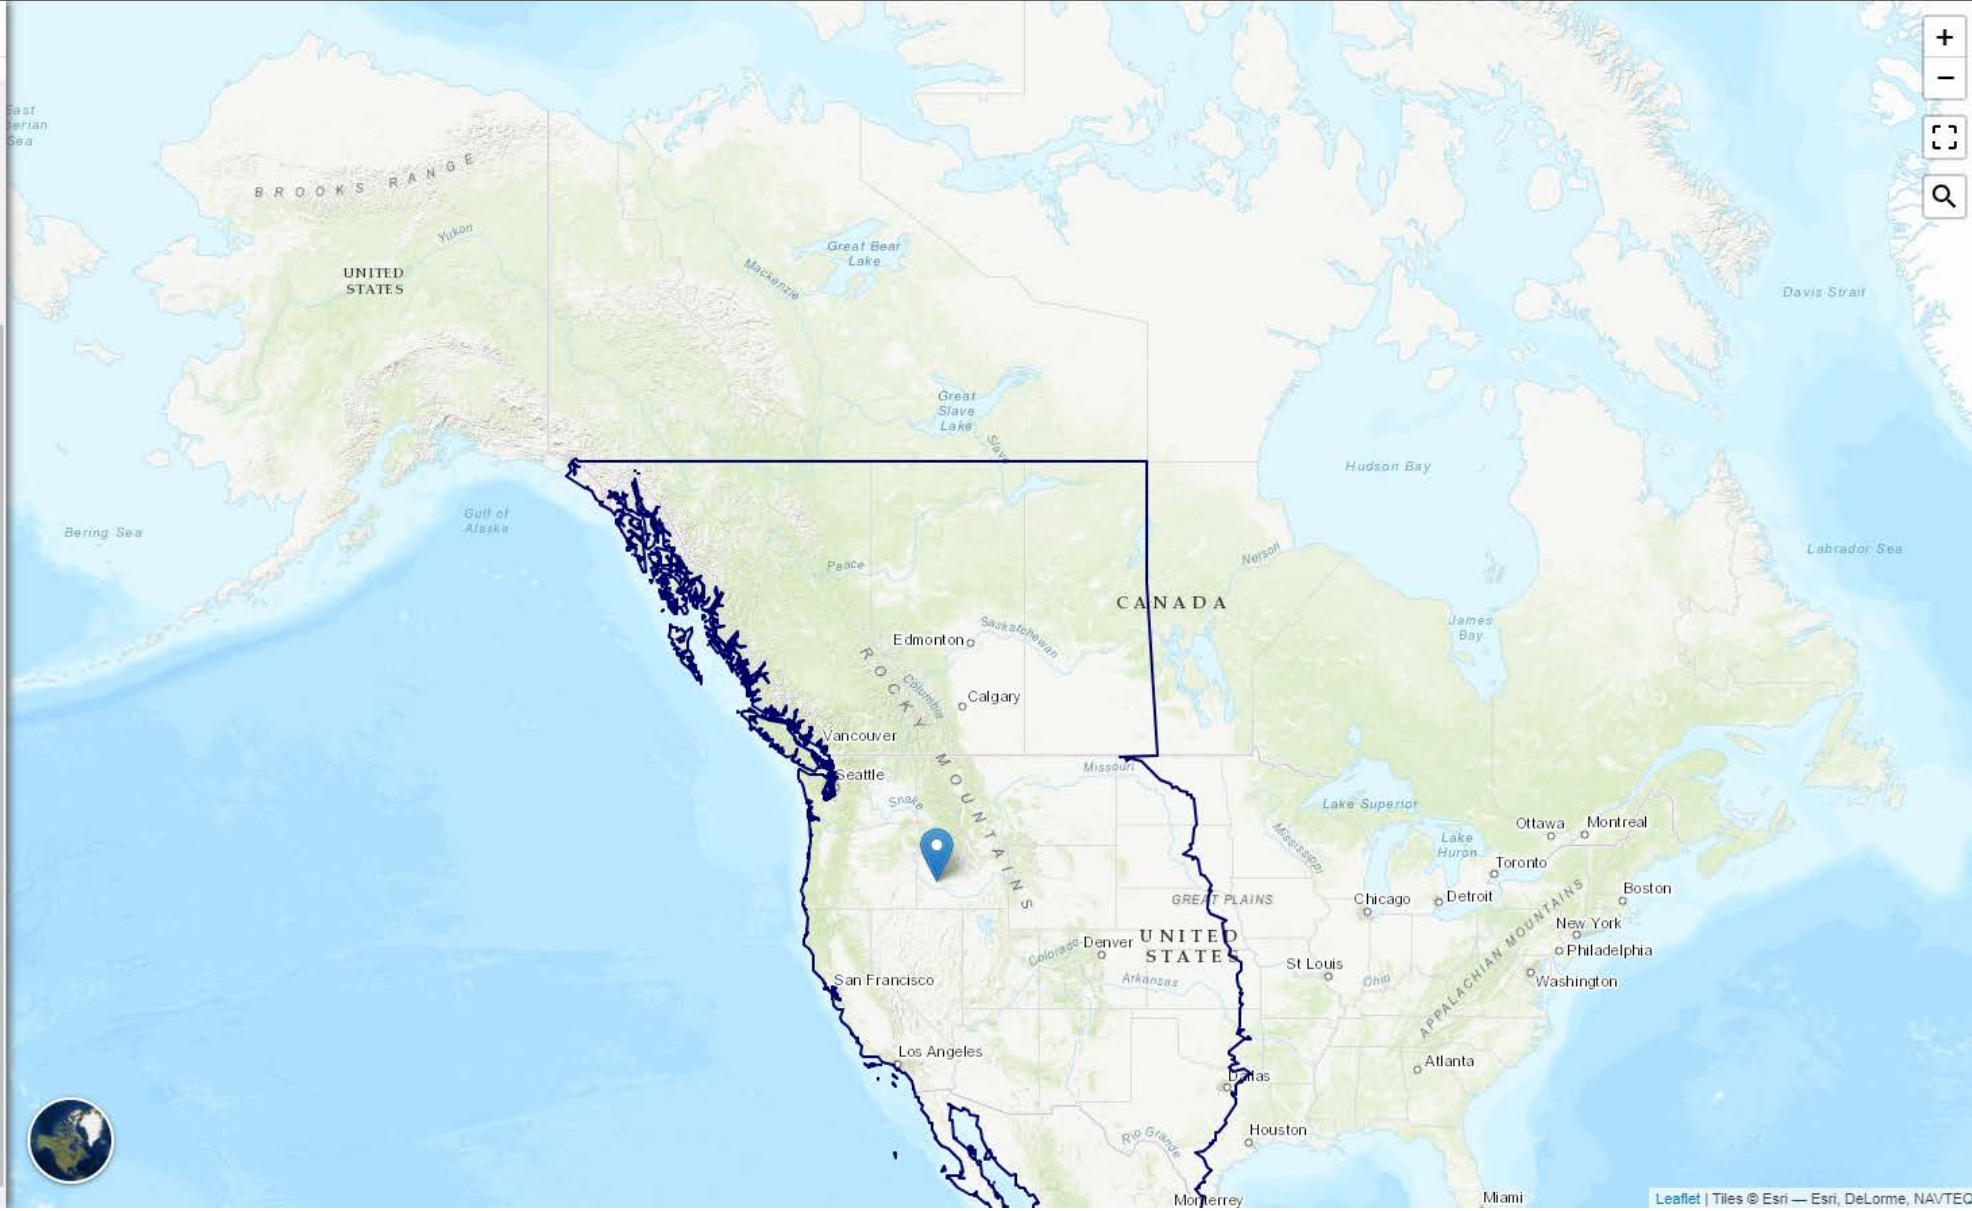 +
−
East
Siberian
Sea
BROOKS RANGE
Yukon
UNITED
STATES
Great Bear
Lake
Mackenzie
Davis Strait
Great
Slave
Lake
Slave
Hudson Bay
Bering Sea
Gulf of
Alaska
Labrador Sea
Peace
Nelson
CANADA
James
Bay
Saskatchewan
Edmonton
Columbia
Calgary
ROCKY MOUNTAINS
Vancouver
Missouri
Seattle
Snake
Lake Superior
Mississippi
Ottawa
Montreal
Lake
Huron
Toronto
GREAT PLAINS
Chicago
Detroit
Boston
New York
Philadelphia
Washington
APPALACHIAN MOUNTAINS
UNITED
STATES
Colorado
Denver
St Louis
Arkansas
Ohio
San Francisco
Los Angeles
Atlanta
Dallas
Rio Grande
Houston
Monterrey
Miami
Leaflet | Tiles © Esri — Esri, DeLorme, NAVTEQ